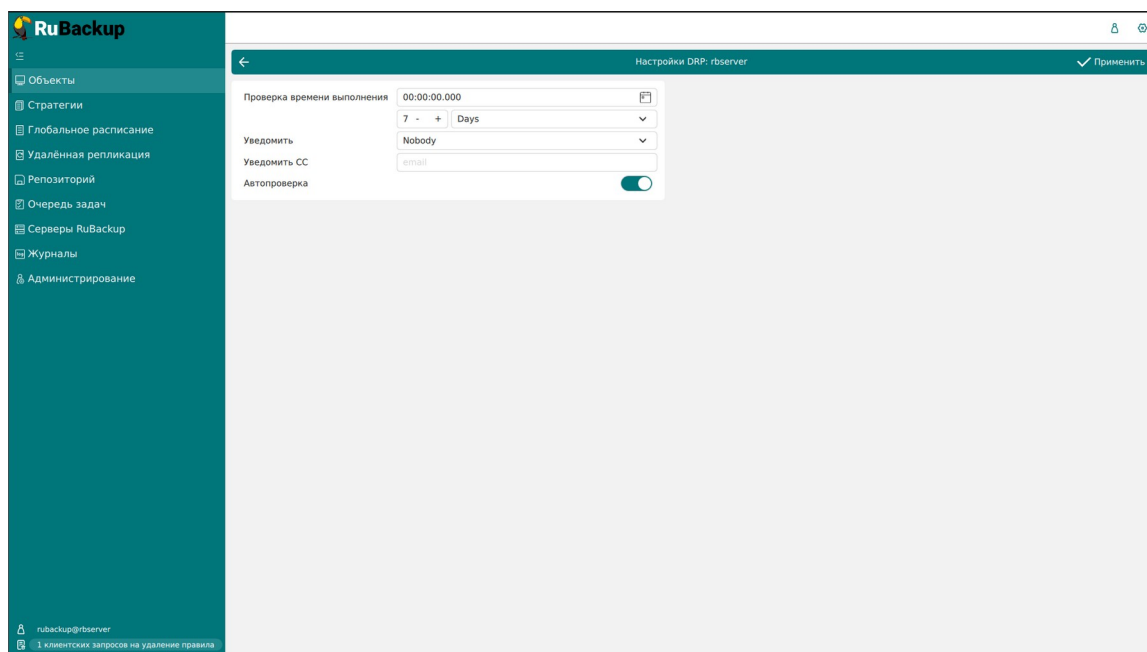 RuBackup
Объекты
Стратегии
Глобальное расписание
Удалённая репликация
Репозиторий
Очередь задач
Серверы RuBackup
Журналы
Администрирование
rubackup@rbserver
1 клиентских запросов на удаление правила
Настройки DRP: rbserver
Применить
Проверка времени выполнения 00:00:00.000
7 - + Days
Уведомить Nobody
Уведомить CC email
Автопроверка